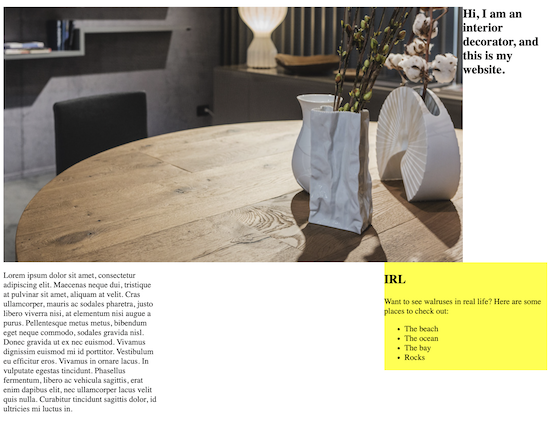 Hi, I am an
interior
decorator, and
this is my
website.
Lorem ipsum dolor sit amet, consectetur
adipiscing elit. Maecenas neque dui, tristique
at pulvinar sit amet, aliquam at velit. Cras
ullamcorper, mauris ac sodales pharetra, justo
libero viverra nisi, at elementum nisi augue a
purus. Pellentesque metus metus, bibendum
eget neque commodo, sodales gravida nisl.
Donec gravida ut ex nec euismod. Vivamus
dignissim euismod mi id porttitor. Vestibulum
eu efficitur eros. Vivamus in ornare lacus. In
vulputate egestas tincidunt. Phasellus
fermentum, libero ac vehicula sagittis, erat
enim dapibus elit, nec ullamcorper lacus velit
quis nulla. Curabitur tincidunt sagittis dolor, id
ultricies mi luctus in.
IRL
Want to see walruses in real life? Here are some
places to check out:
• The beach
• The ocean
• The bay
• Rocks